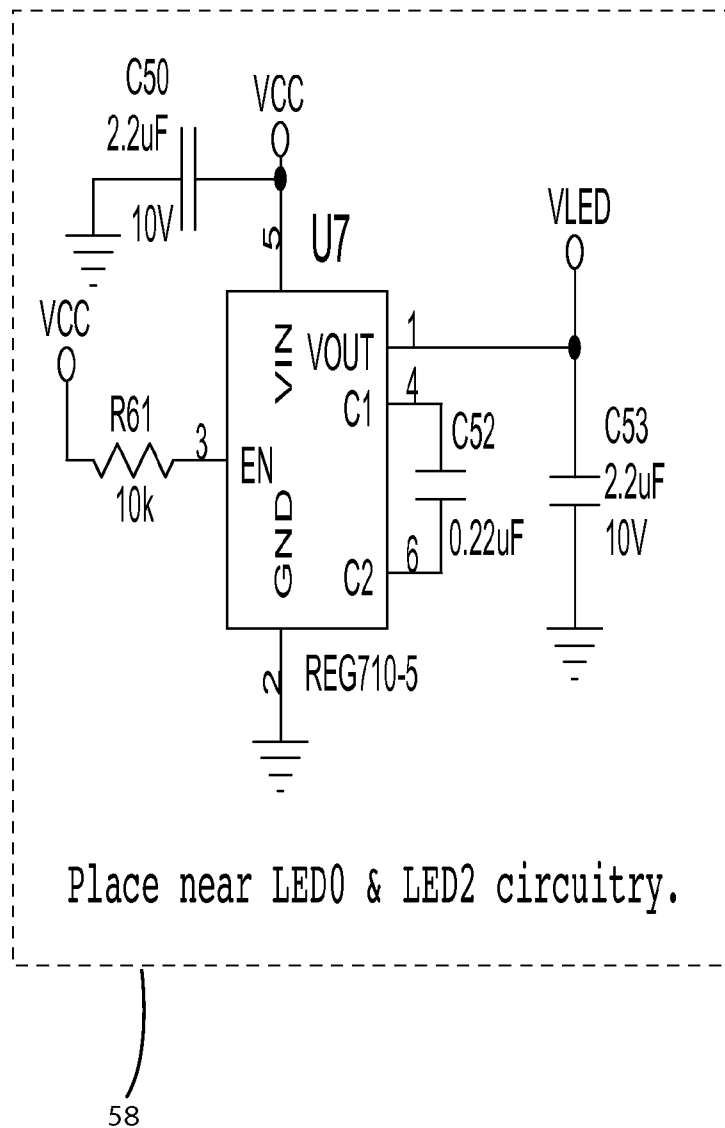 C50
2.2uF
10V
VCC
5
U7
VLED
VCC
R61
10k
3
EN
VIN
GND
VOUT
C1
C2
1
4
6
C52
0.22uF
C53
2.2uF
10V
2
REG710-5
Place near LED0 & LED2 circuitry.
58